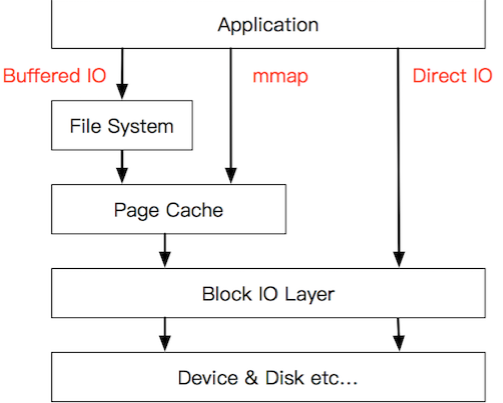 Application
Buffered IO
mmap
Direct IO
File System
Page Cache
Block IO Layer
Device & Disk etc...